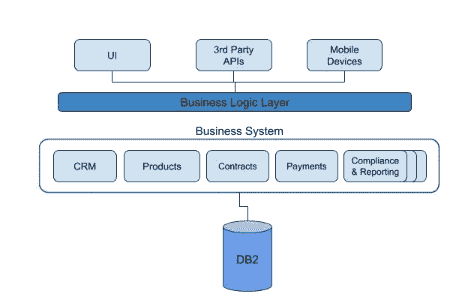 UI
3rd Party
APIs
Mobile
Devices
Business Logic Layer
Business System
CRM
Products
Contracts
Payments
Compliance
& Reporting
DB2